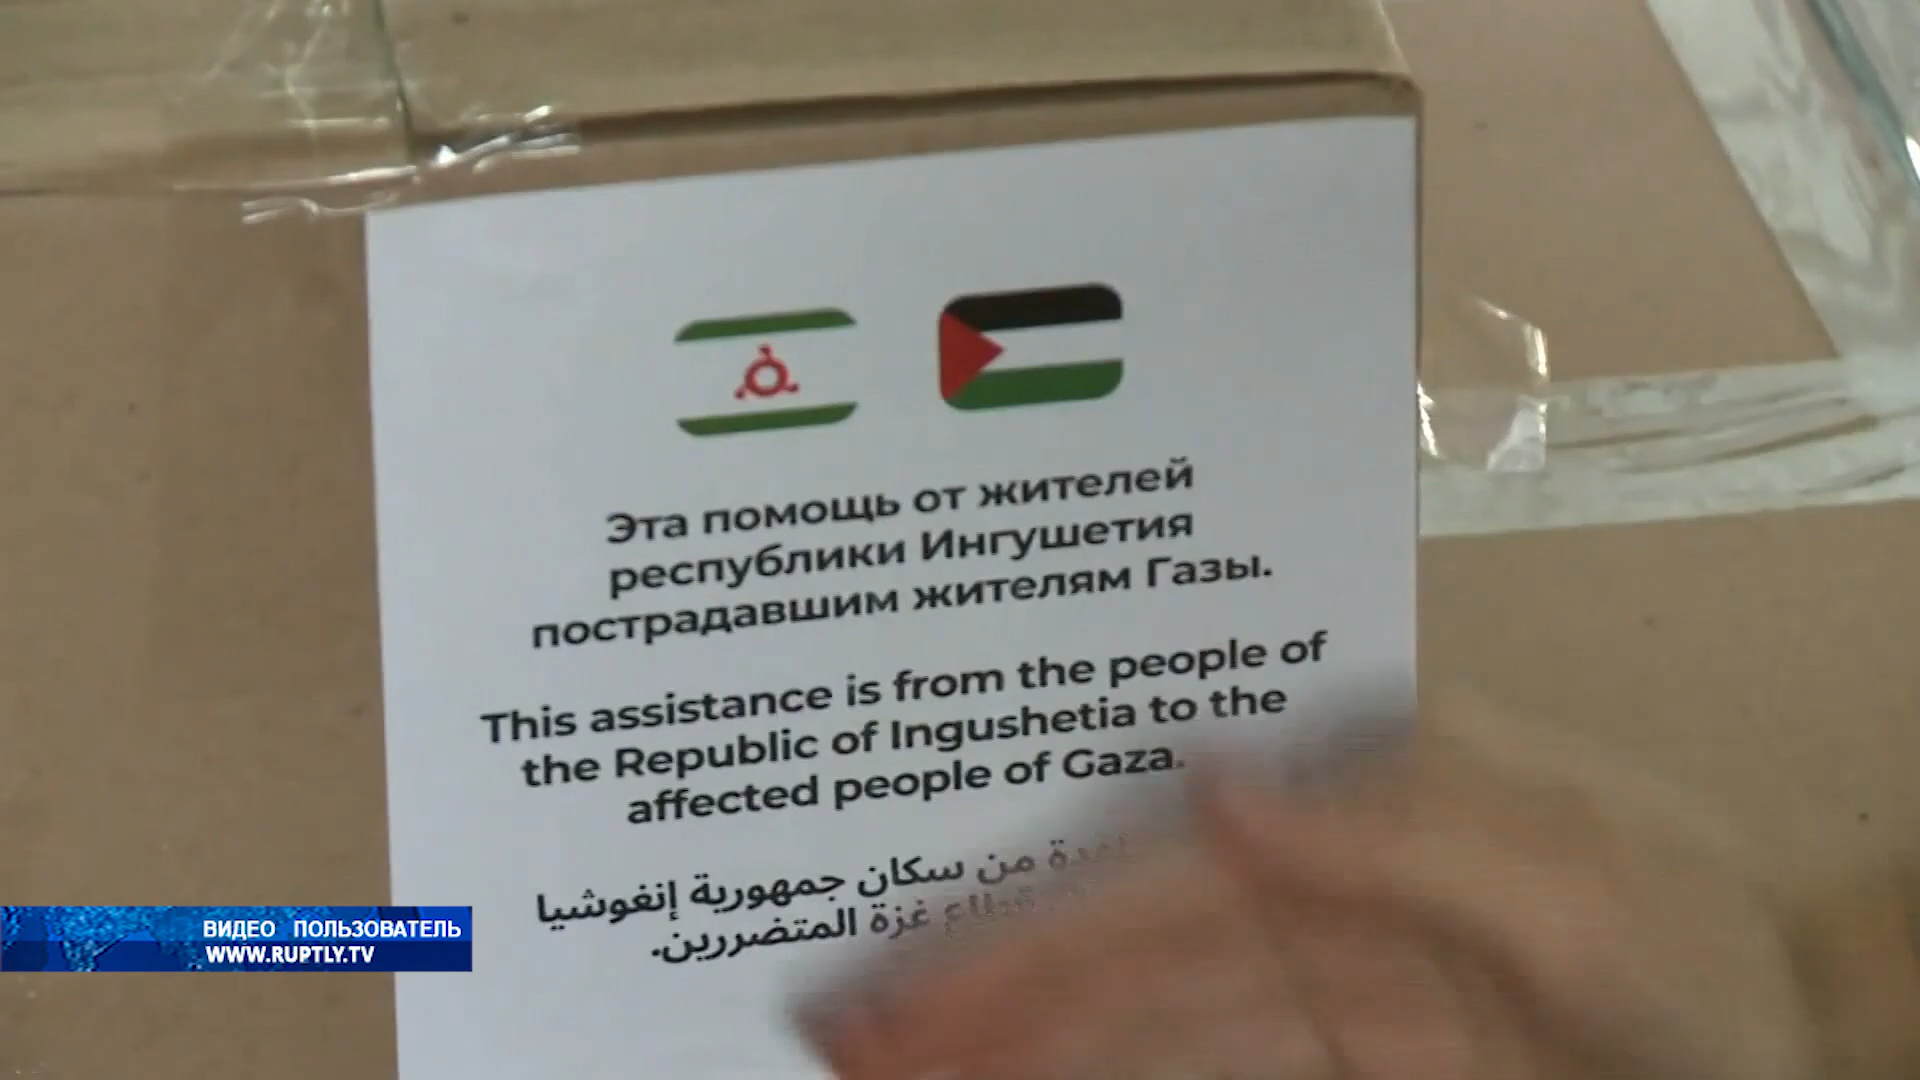 Эта помощь от жителей
республики Ингушетия
пострадавшим жителям Газы.
This assistance is from the people of
the Republic of Ingushetia to the
affected people of Gaza.
من سكان جمهورية إنغوشيا
قطاع غزة المتضررين.
ВИДЕО ПОЛЬЗОВАТЕЛЬ
WWW.RUPTLY.TV